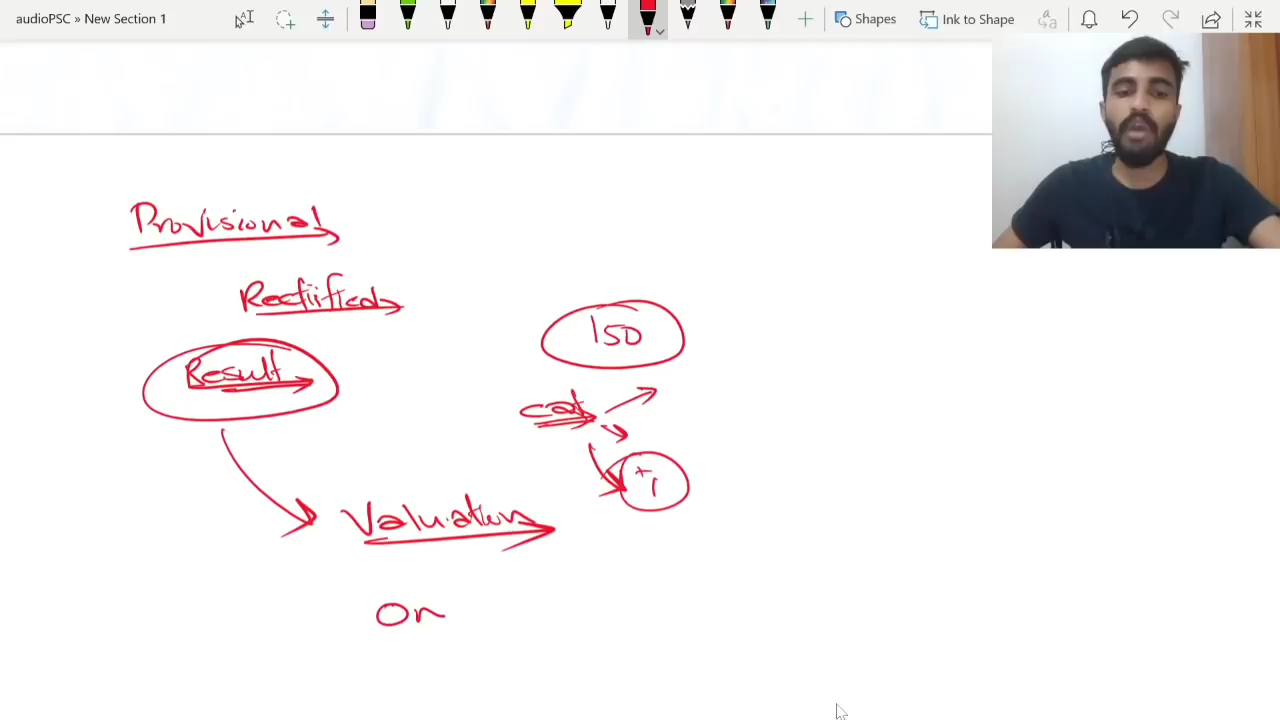 audioPSC » New Section 1
Shapes
Ink to Shape
Provisional
Rectified
Result
150
cat
+1
Valuation
On